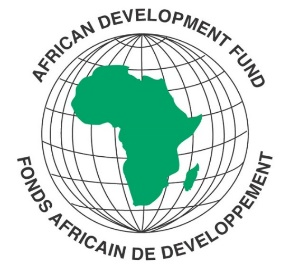 AFRICAN DEVELOPMENT FUND
FONDS AFRICAIN DE DEVELOPPEMENT